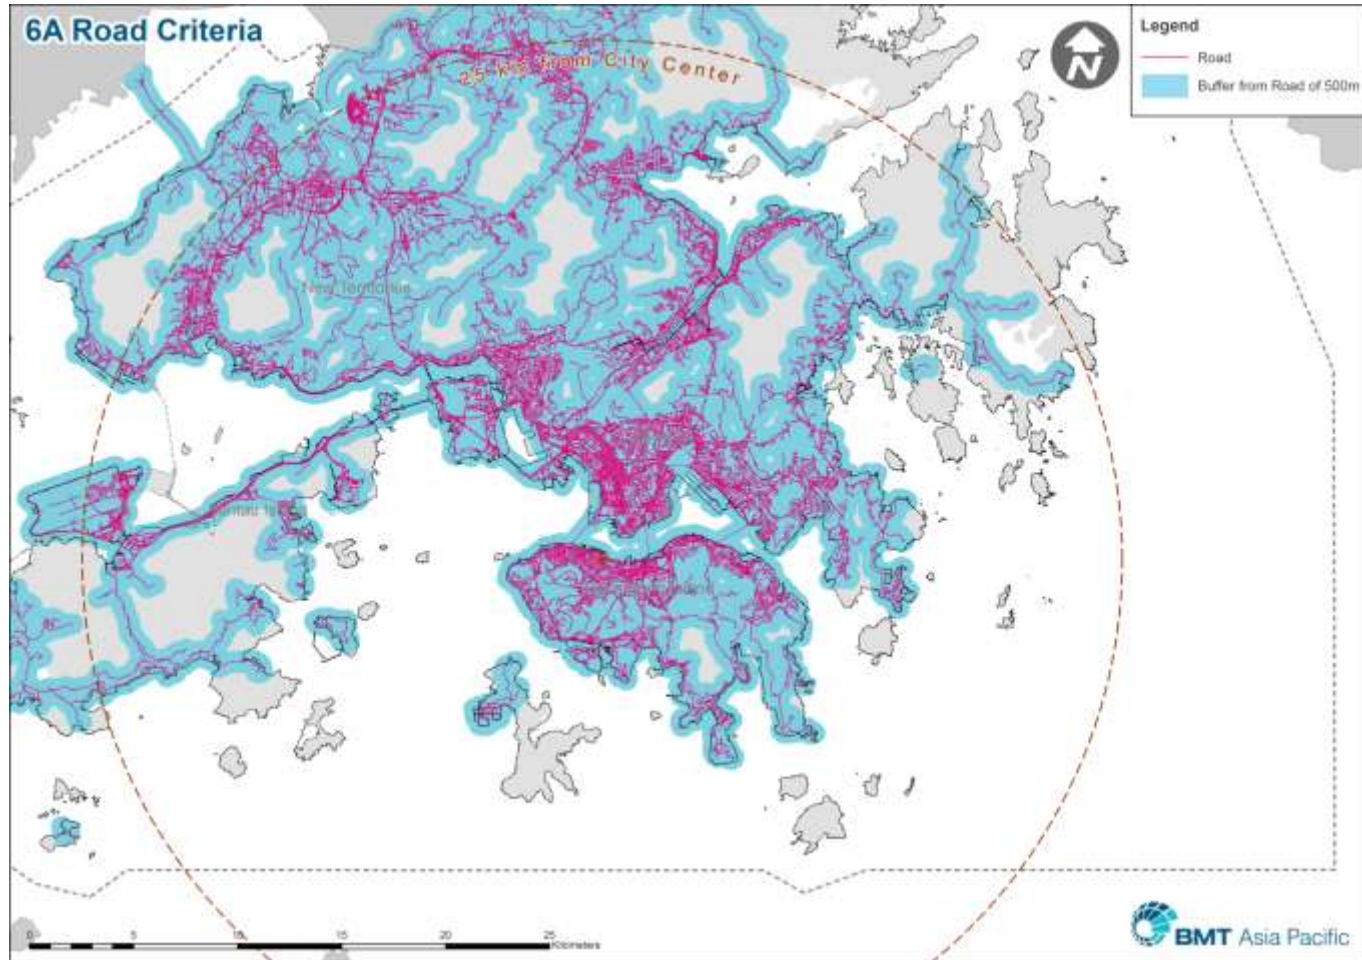 6A Road Criteria
25 km from City Center
N
Legend
Road
Buffer from Road of 500m
New Territories
0 5 10 15 20 25
Kilometers
BMT Asia Pacific